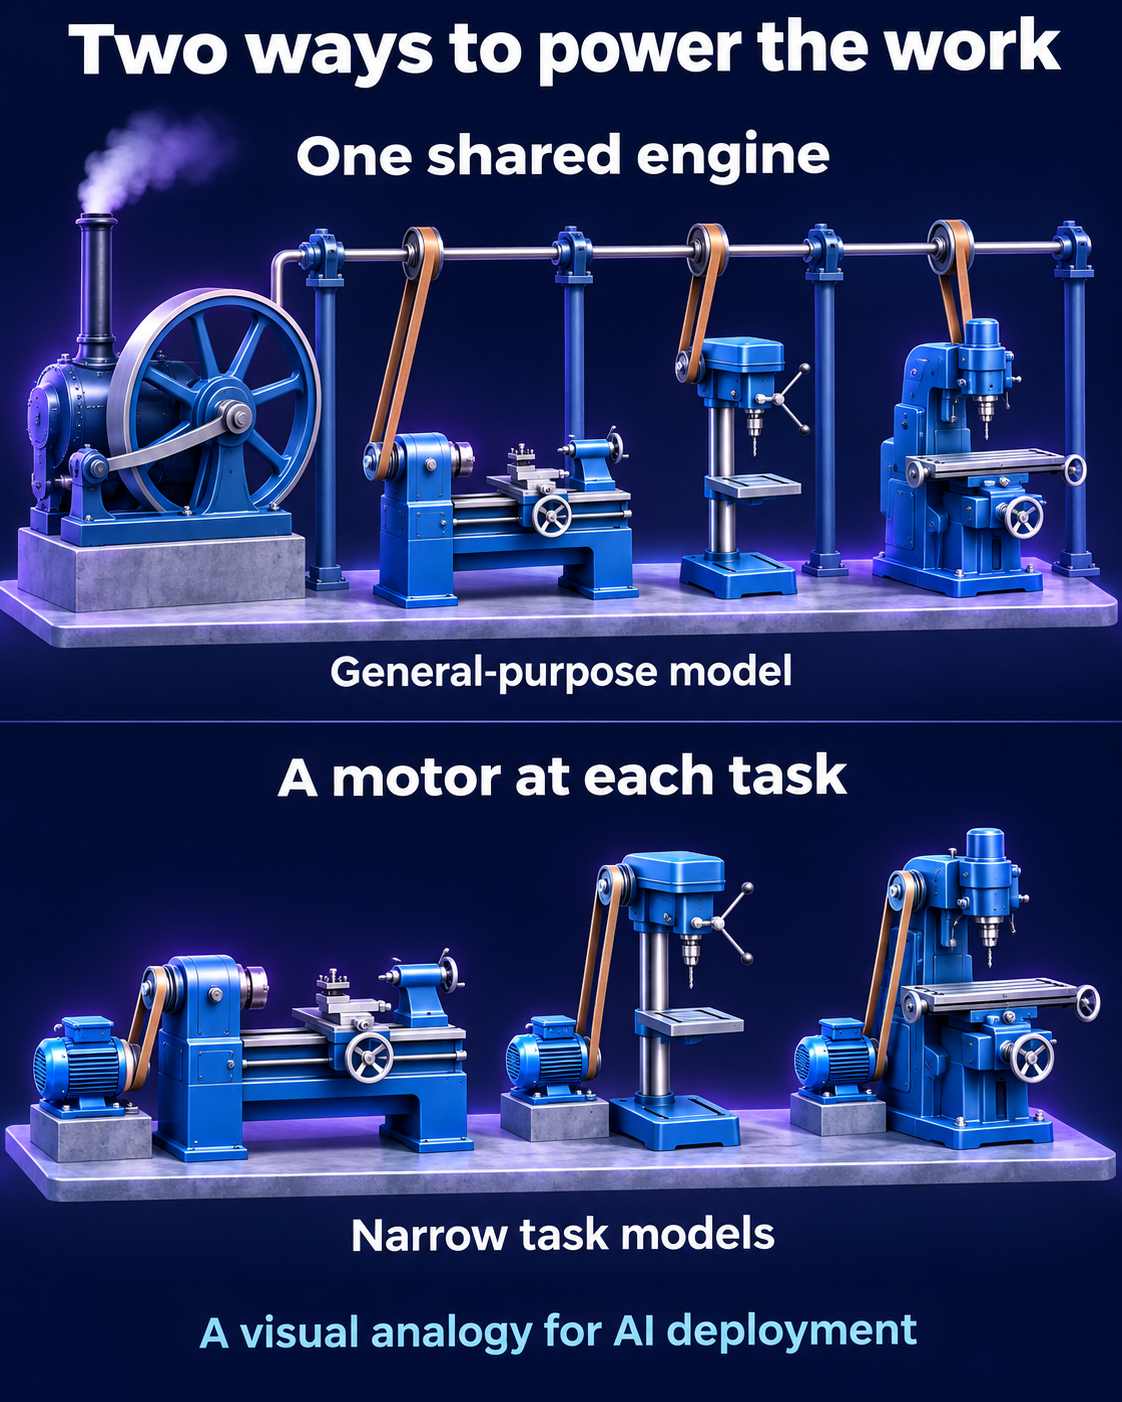 Two ways to power the work
One shared engine
General-purpose model
A motor at each task
Narrow task models
A visual analogy for AI deployment